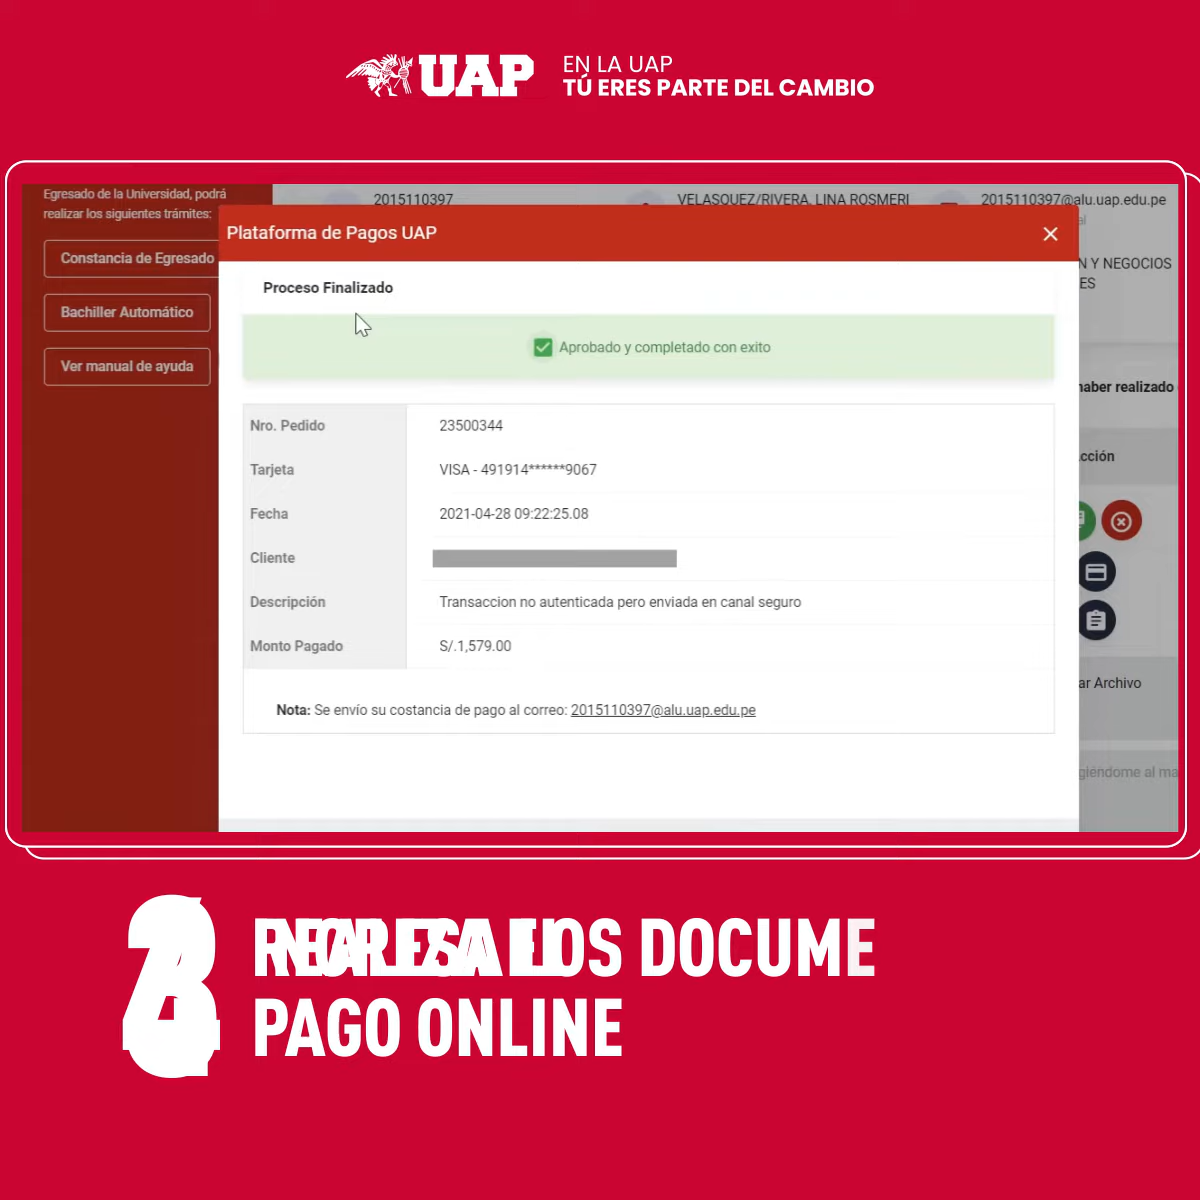 UAP
EN LA UAP
TÚ ERES PARTE DEL CAMBIO
Egresado de la Universidad, podrá
realizar los siguientes trámites:
Constancia de Egresado
Bachiller Automático
Ver manual de ayuda
2015110397
VELASQUEZ/RIVERA, LINA ROSMERI
2015110397@alu.uap.edu.pe
al
N Y NEGOCIOS
ES
Plataforma de Pagos UAP
Proceso Finalizado
Aprobado y completado con exito
Nro. Pedido 23500344
Tarjeta VISA - 491914******9067
Fecha 2021-04-28 09:22:25.08
Cliente
Descripción Transaccion no autenticada pero enviada en canal seguro
Monto Pagado S/.1,579.00
Nota: Se envío su costancia de pago al correo: 2015110397@alu.uap.edu.pe
haber realizado
cción
ar Archivo
giéndome al ma
LOS DOCUME
PAGO ONLINE